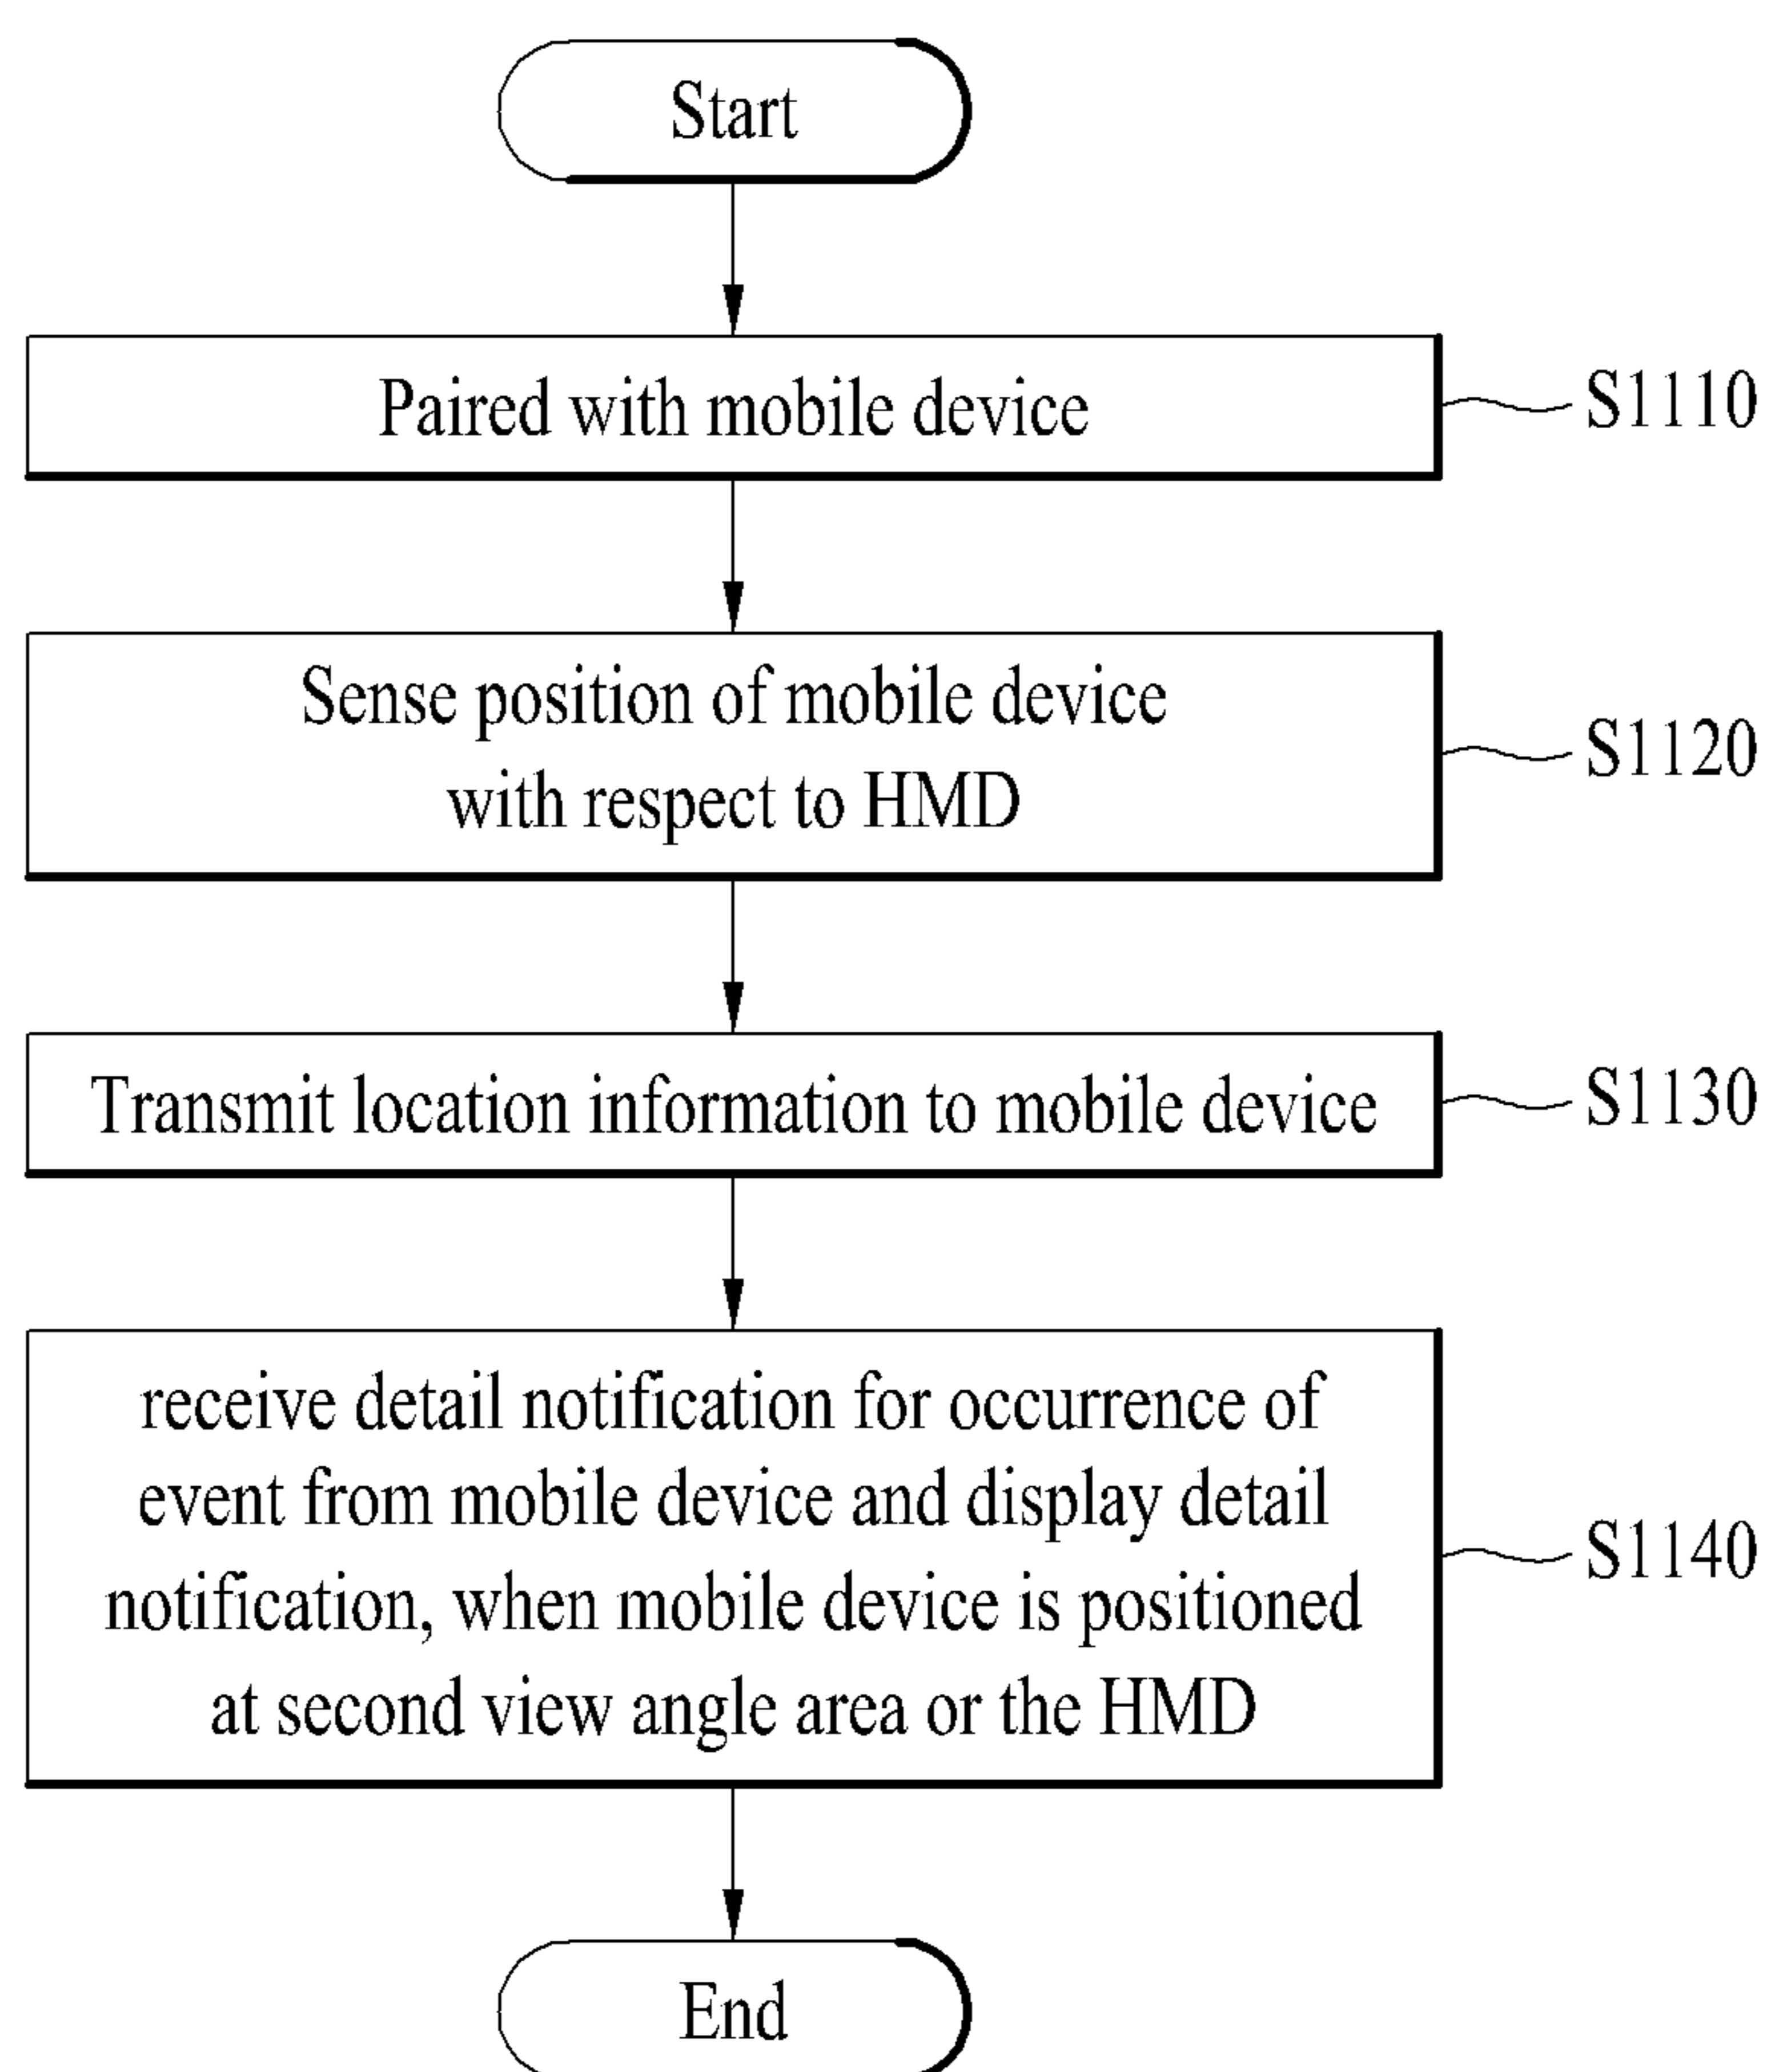 Start
Paired with mobile device
S1110
Sense position of mobile device
with respect to HMD
S1120
Transmit location information to mobile device
S1130
receive detail notification for occurrence of
event from mobile device and display detail
notification, when mobile device is positioned
at second view angle area or the HMD
S1140
End